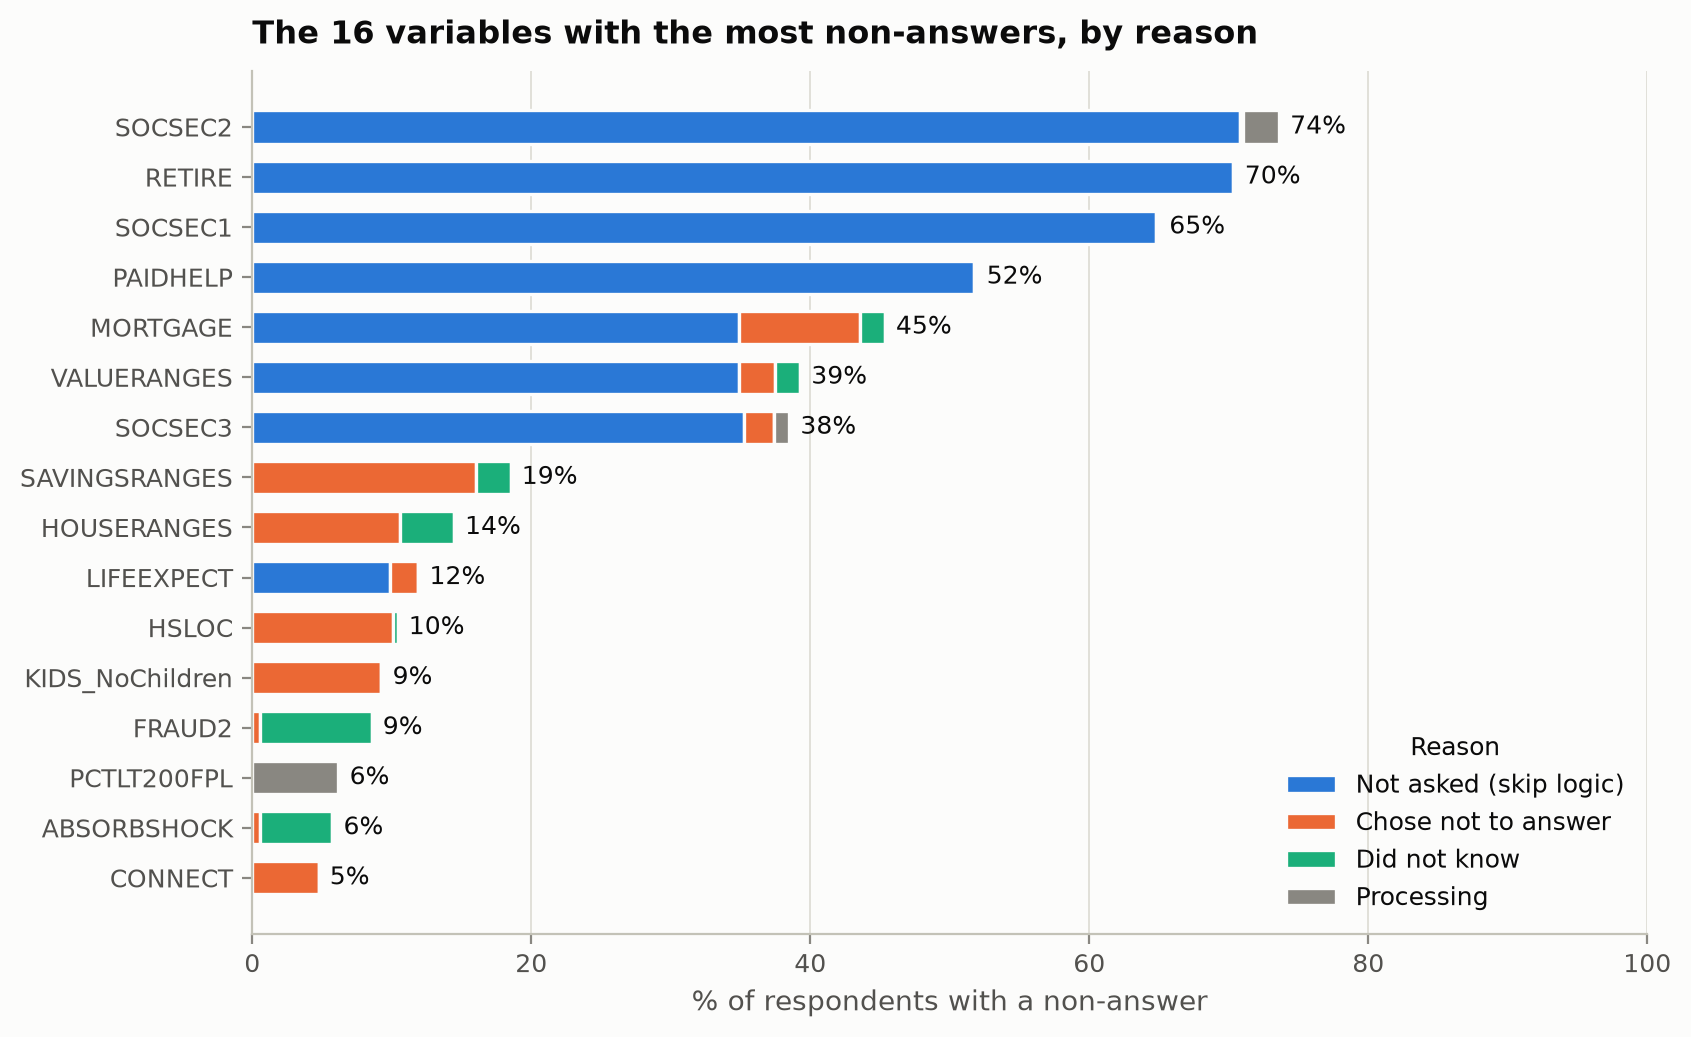 The 16 variables with the most non-answers, by reason
SOCSEC2 74%
RETIRE 70%
SOCSEC1 65%
PAIDHELP 52%
MORTGAGE 45%
VALUERANGES 39%
SOCSEC3 38%
SAVINGSRANGES 19%
HOUSERANGES 14%
LIFEEXPECT 12%
HSLOC 10%
KIDS_NoChildren 9%
FRAUD2 9%
PCTLT200FPL 6%
ABSORBSHOCK 6%
CONNECT 5%
Reason
Not asked (skip logic)
Chose not to answer
Did not know
Processing
0 20 40 60 80 100
% of respondents with a non-answer